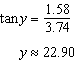 tan y = 1.58/3.74
y ≈ 22.90